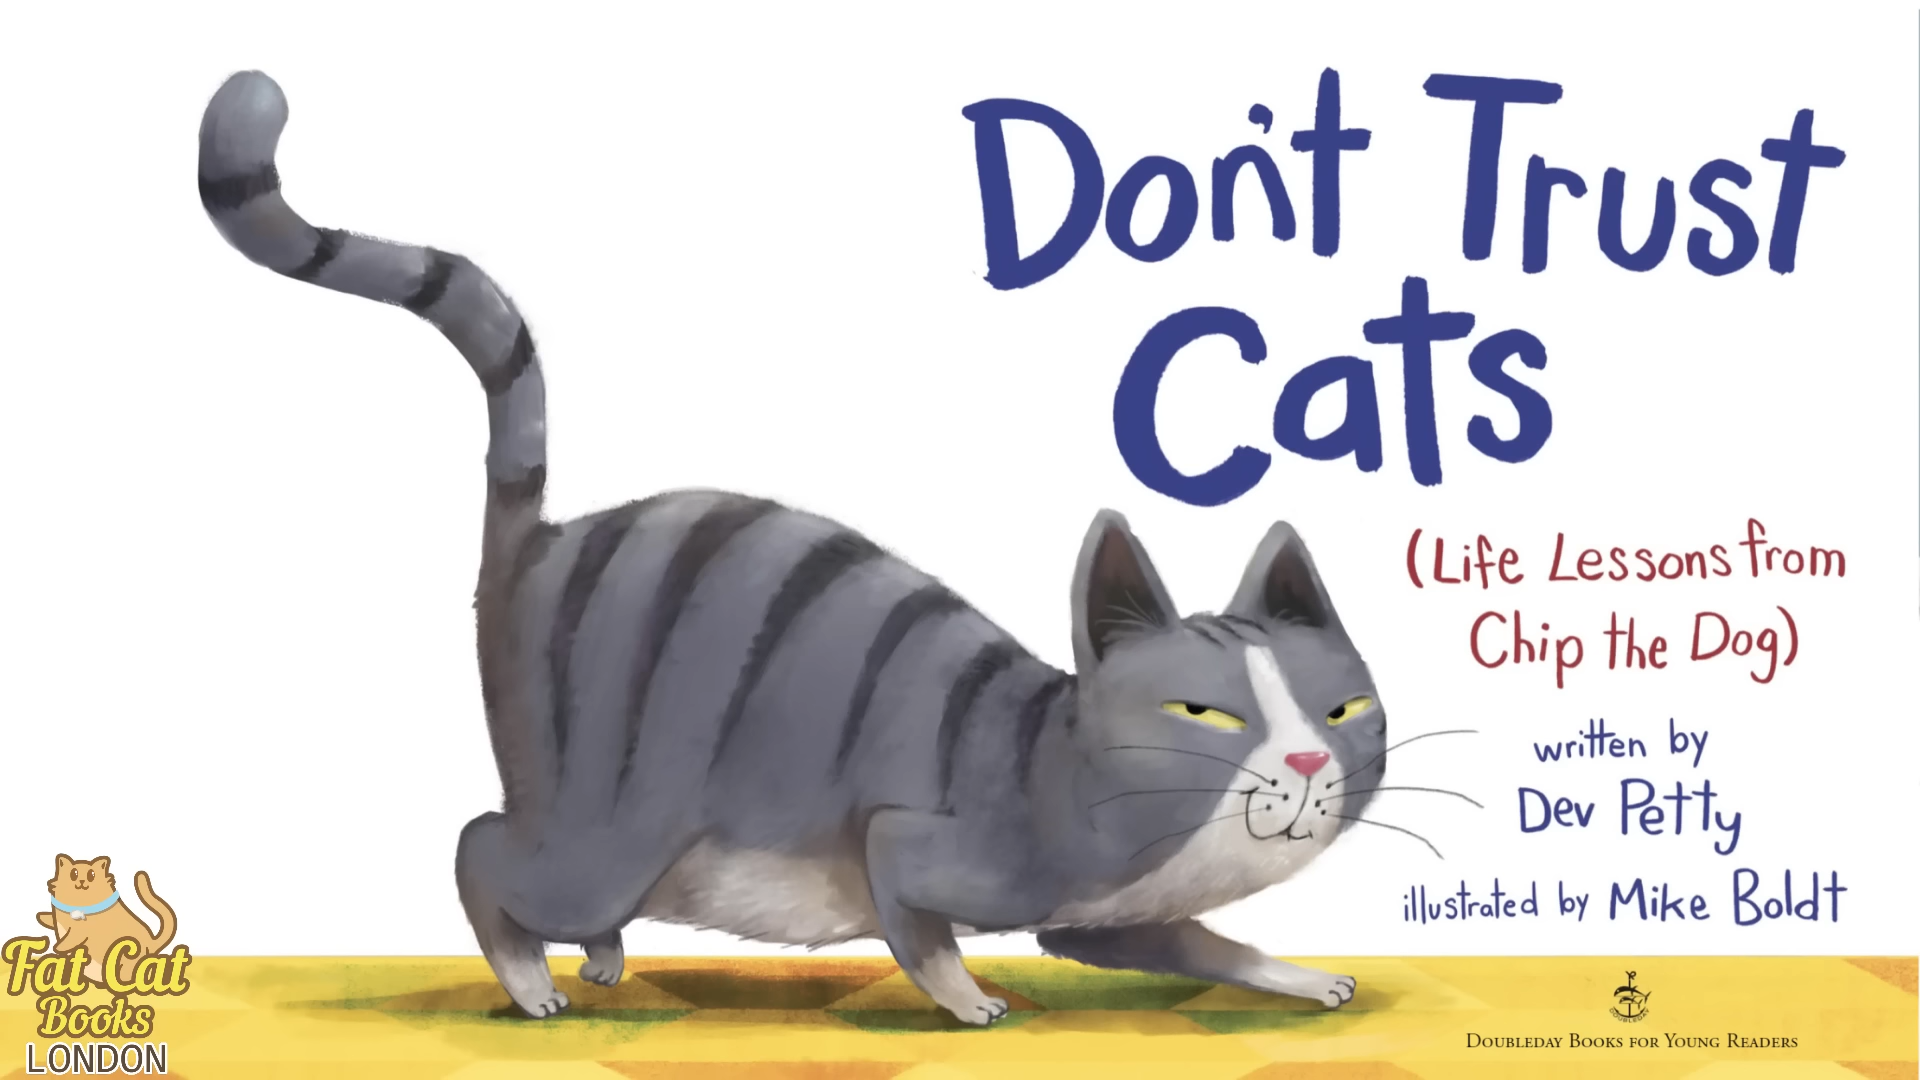 Don't Trust
Cats
(Life Lessons from
Chip the Dog)
written by
Dev Petty
illustrated by Mike Boldt
Fat Cat
Books
LONDON
DOUBLEDAY
DOUBLEDAY BOOKS FOR YOUNG READERS